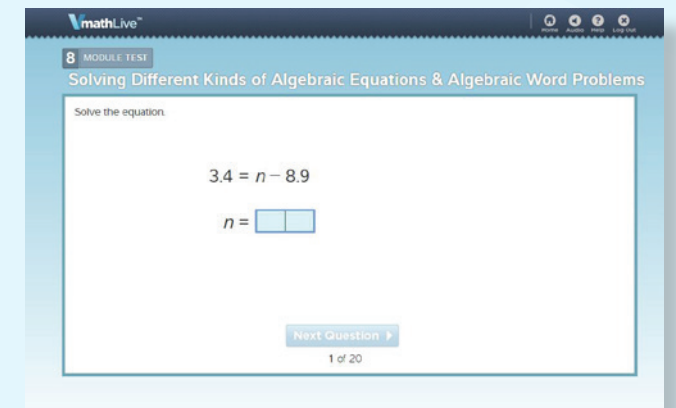 VmathLive™
Home Audio Help Log Out
8 MODULE TEST
Solving Different Kinds of Algebraic Equations & Algebraic Word Problems
Solve the equation.
3.4 = n − 8.9
n =
Next Question
1 of 20